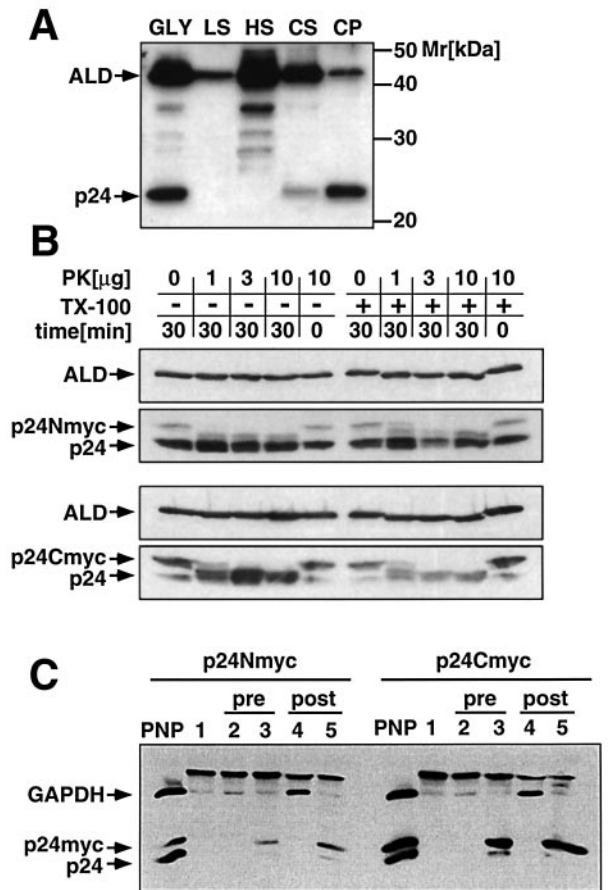 A
GLY LS HS CS CP
50 Mr[kDa]
ALD
40
30
p24
20
B
PK[μg] 0 1 3 10 10 0 1 3 10 10
TX-100 - - - - - + + + + +
time[min] 30 30 30 30 0 30 30 30 30 0
ALD
p24Nmyc
p24
ALD
p24Cmyc
p24
C
p24Nmyc p24Cmyc
pre post pre post
PNP 1 2 3 4 5 PNP 1 2 3 4 5
GAPDH
p24myc
p24